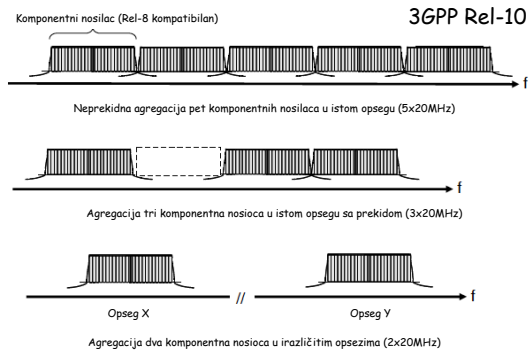 3GPP Rel-10
Komponentni nosilac (Rel-8 kompatibilan)
f
Neprekidna agregacija pet komponentnih nosilaca u istom opsegu (5x20MHz)
f
Agregacija tri komponentna nosioca u istom opsegu sa prekidom (3x20MHz)
//
f
Opseg X
Opseg Y
Agregacija dva komponentna nosioca u irazličitim opsezima (2x20MHz)